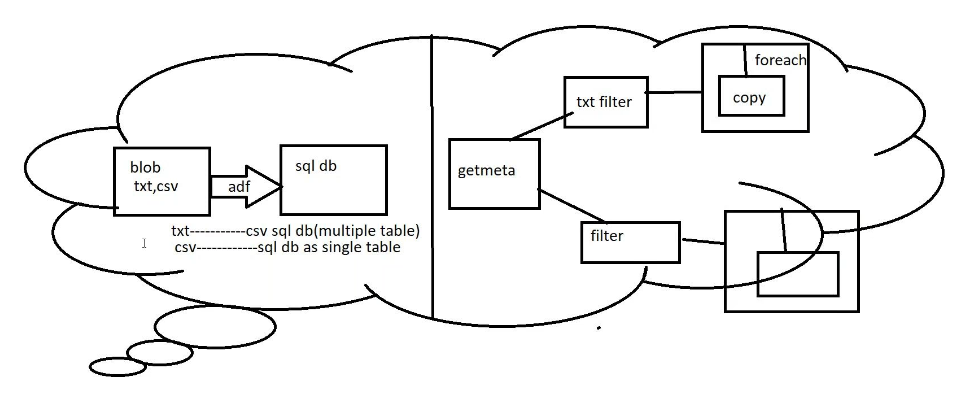 blob
txt,csv
adf
sql db
txt-----------csv sql db(multiple table)
csv------------sql db as single table
getmeta
txt filter
foreach
copy
filter